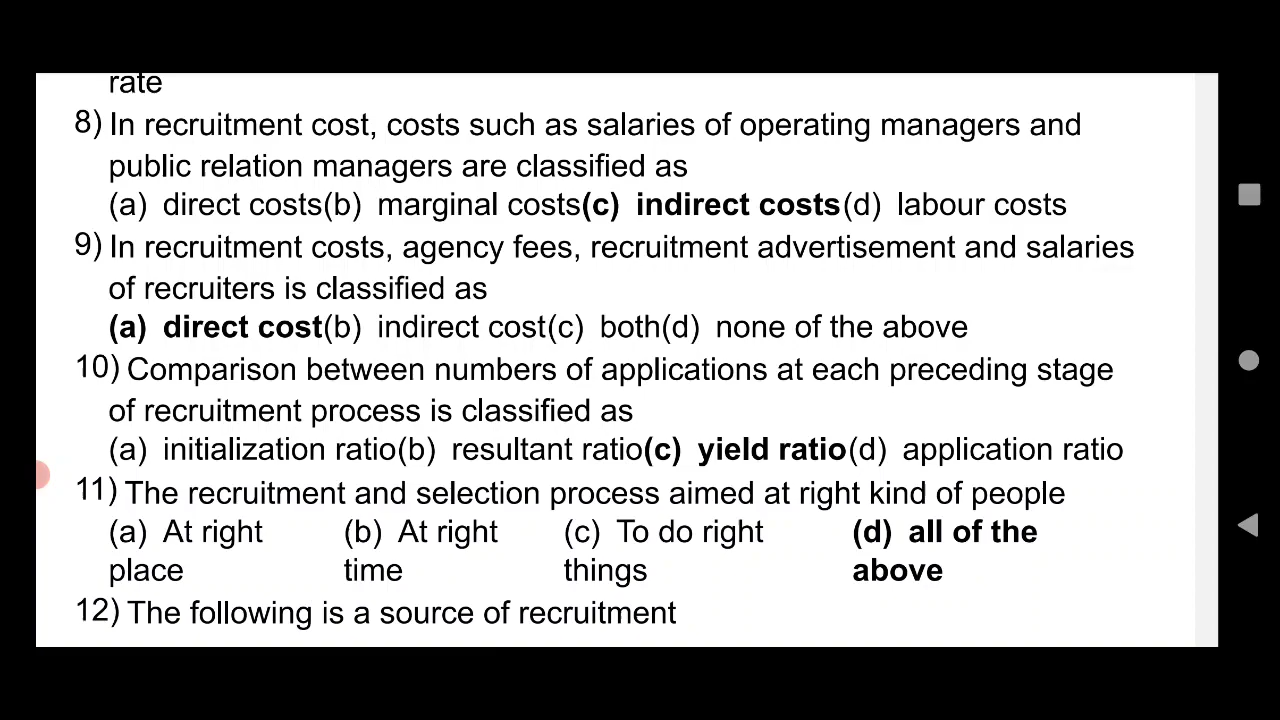 rate
8) In recruitment cost, costs such as salaries of operating managers and
public relation managers are classified as
(a) direct costs(b) marginal costs(c) indirect costs(d) labour costs
9) In recruitment costs, agency fees, recruitment advertisement and salaries
of recruiters is classified as
(a) direct cost(b) indirect cost(c) both(d) none of the above
10) Comparison between numbers of applications at each preceding stage
of recruitment process is classified as
(a) initialization ratio(b) resultant ratio(c) yield ratio(d) application ratio
11) The recruitment and selection process aimed at right kind of people
(a) At right (b) At right (c) To do right (d) all of the
place time things above
12) The following is a source of recruitment